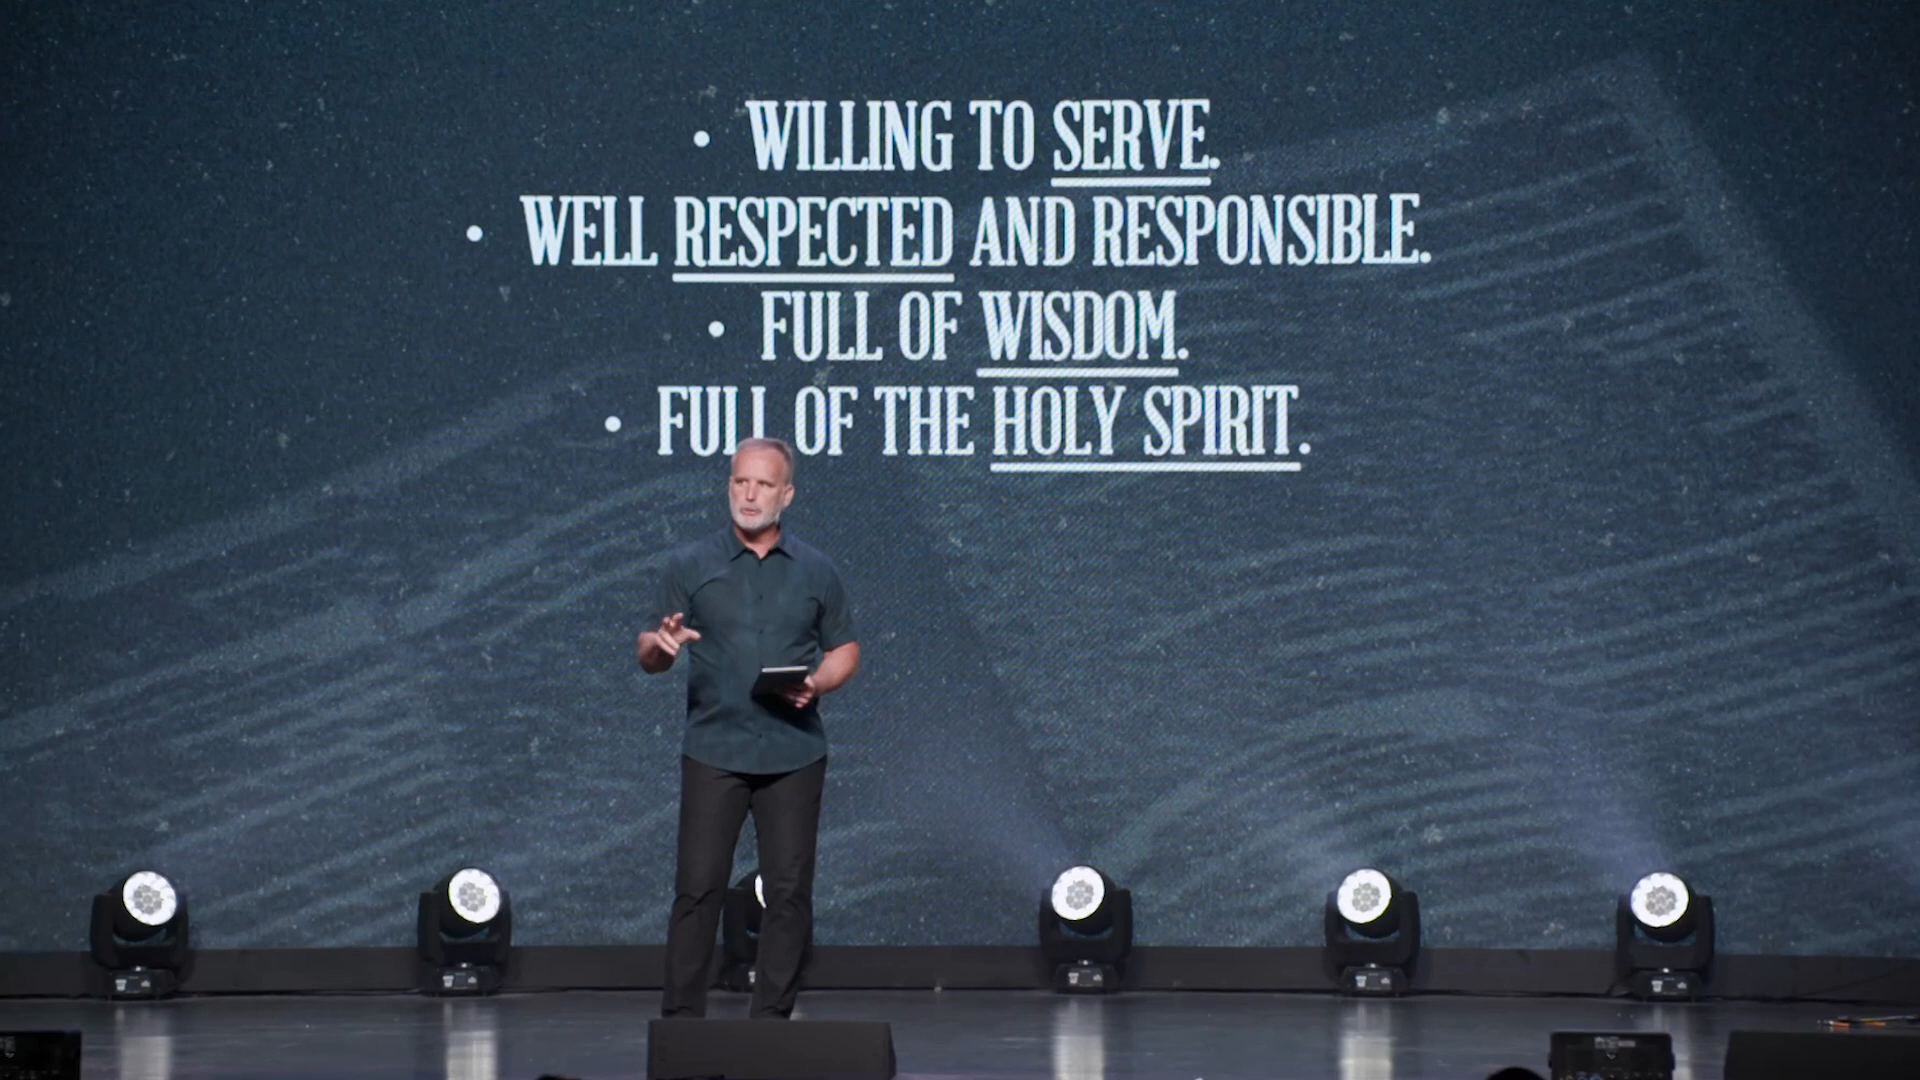 • WILLING TO SERVE.
• WELL RESPECTED AND RESPONSIBLE.
• FULL OF WISDOM.
• FULL OF THE HOLY SPIRIT.